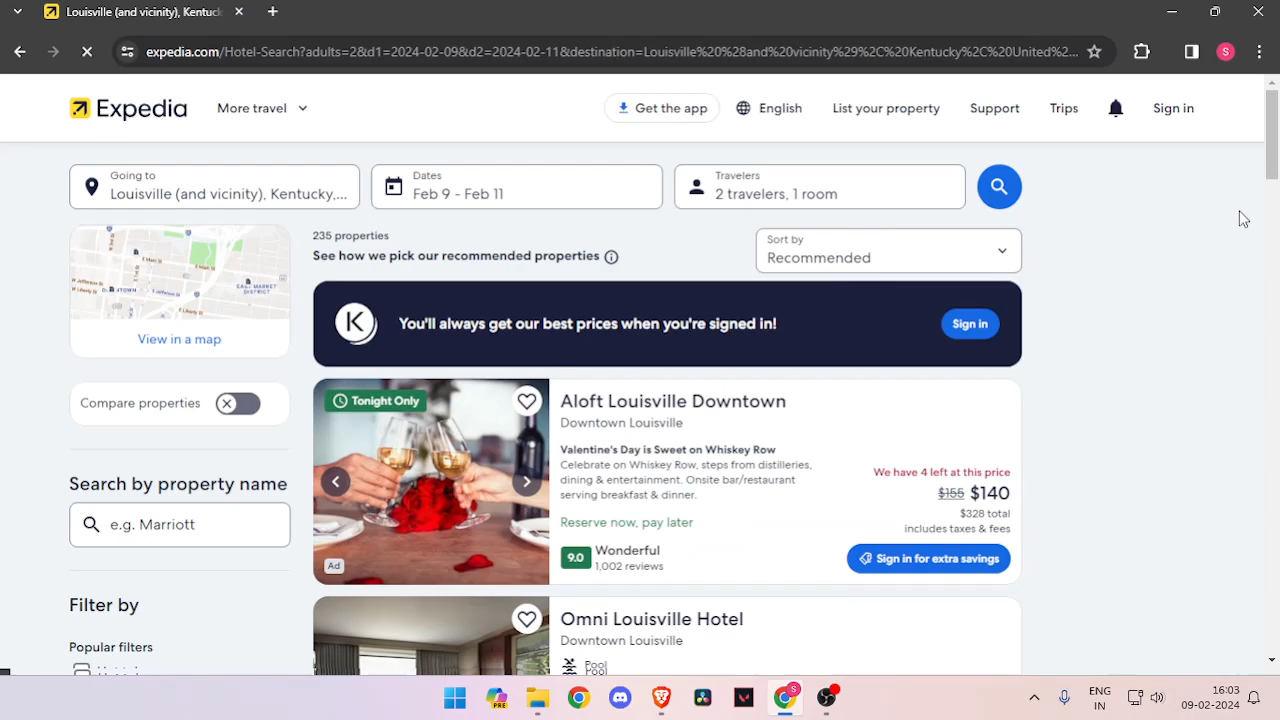 Louisville (and vicinity), Kentuck
expedia.com/Hotel-Search?adults=2&d1=2024-02-09&d2=2024-02-11&destination=Louisville%20%28and%20vicinity%29%2C%20Kentucky%2C%20United%2...
S
Expedia
More travel
Get the app
English
List your property
Support
Trips
Sign in
Going to
Louisville (and vicinity), Kentucky,...
Dates
Feb 9 - Feb 11
Travelers
2 travelers, 1 room
View in a map
235 properties
See how we pick our recommended properties
Sort by
Recommended
K
You'll always get our best prices when you're signed in!
Sign in
Compare properties
Search by property name
e.g. Marriott
Filter by
Popular filters
Tonight Only
Ad
Aloft Louisville Downtown
Downtown Louisville
Valentine's Day is Sweet on Whiskey Row
Celebrate on Whiskey Row, steps from distilleries,
dining & entertainment. Onsite bar/restaurant
serving breakfast & dinner.
Reserve now, pay later
9.0
Wonderful
1,002 reviews
We have 4 left at this price
$155 $140
$328 total
includes taxes & fees
Sign in for extra savings
Omni Louisville Hotel
Downtown Louisville
Pool
PRE
S
ENG
IN
16:03
09-02-2024